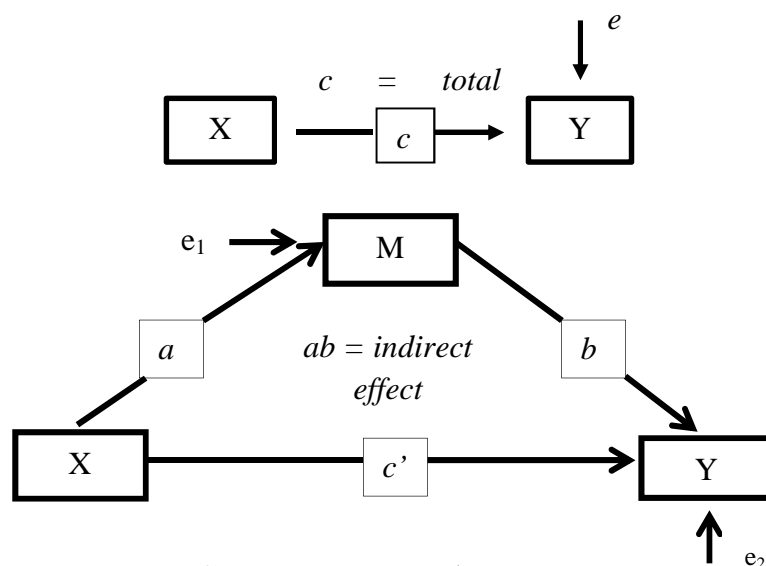 e
c = total
X
c
Y
e₁
M
a
ab = indirect
effect
b
X
c’
Y
e₂